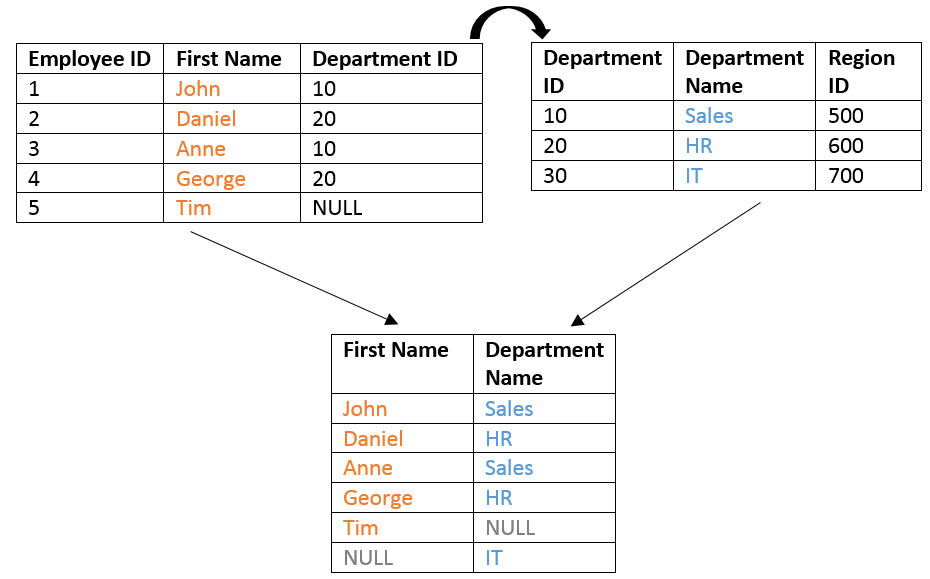 Employee ID First Name Department ID
1 John 10
2 Daniel 20
3 Anne 10
4 George 20
5 Tim NULL
Department Department Region
ID Name ID
10 Sales 500
20 HR 600
30 IT 700
First Name Department
Name
John Sales
Daniel HR
Anne Sales
George HR
Tim NULL
NULL IT